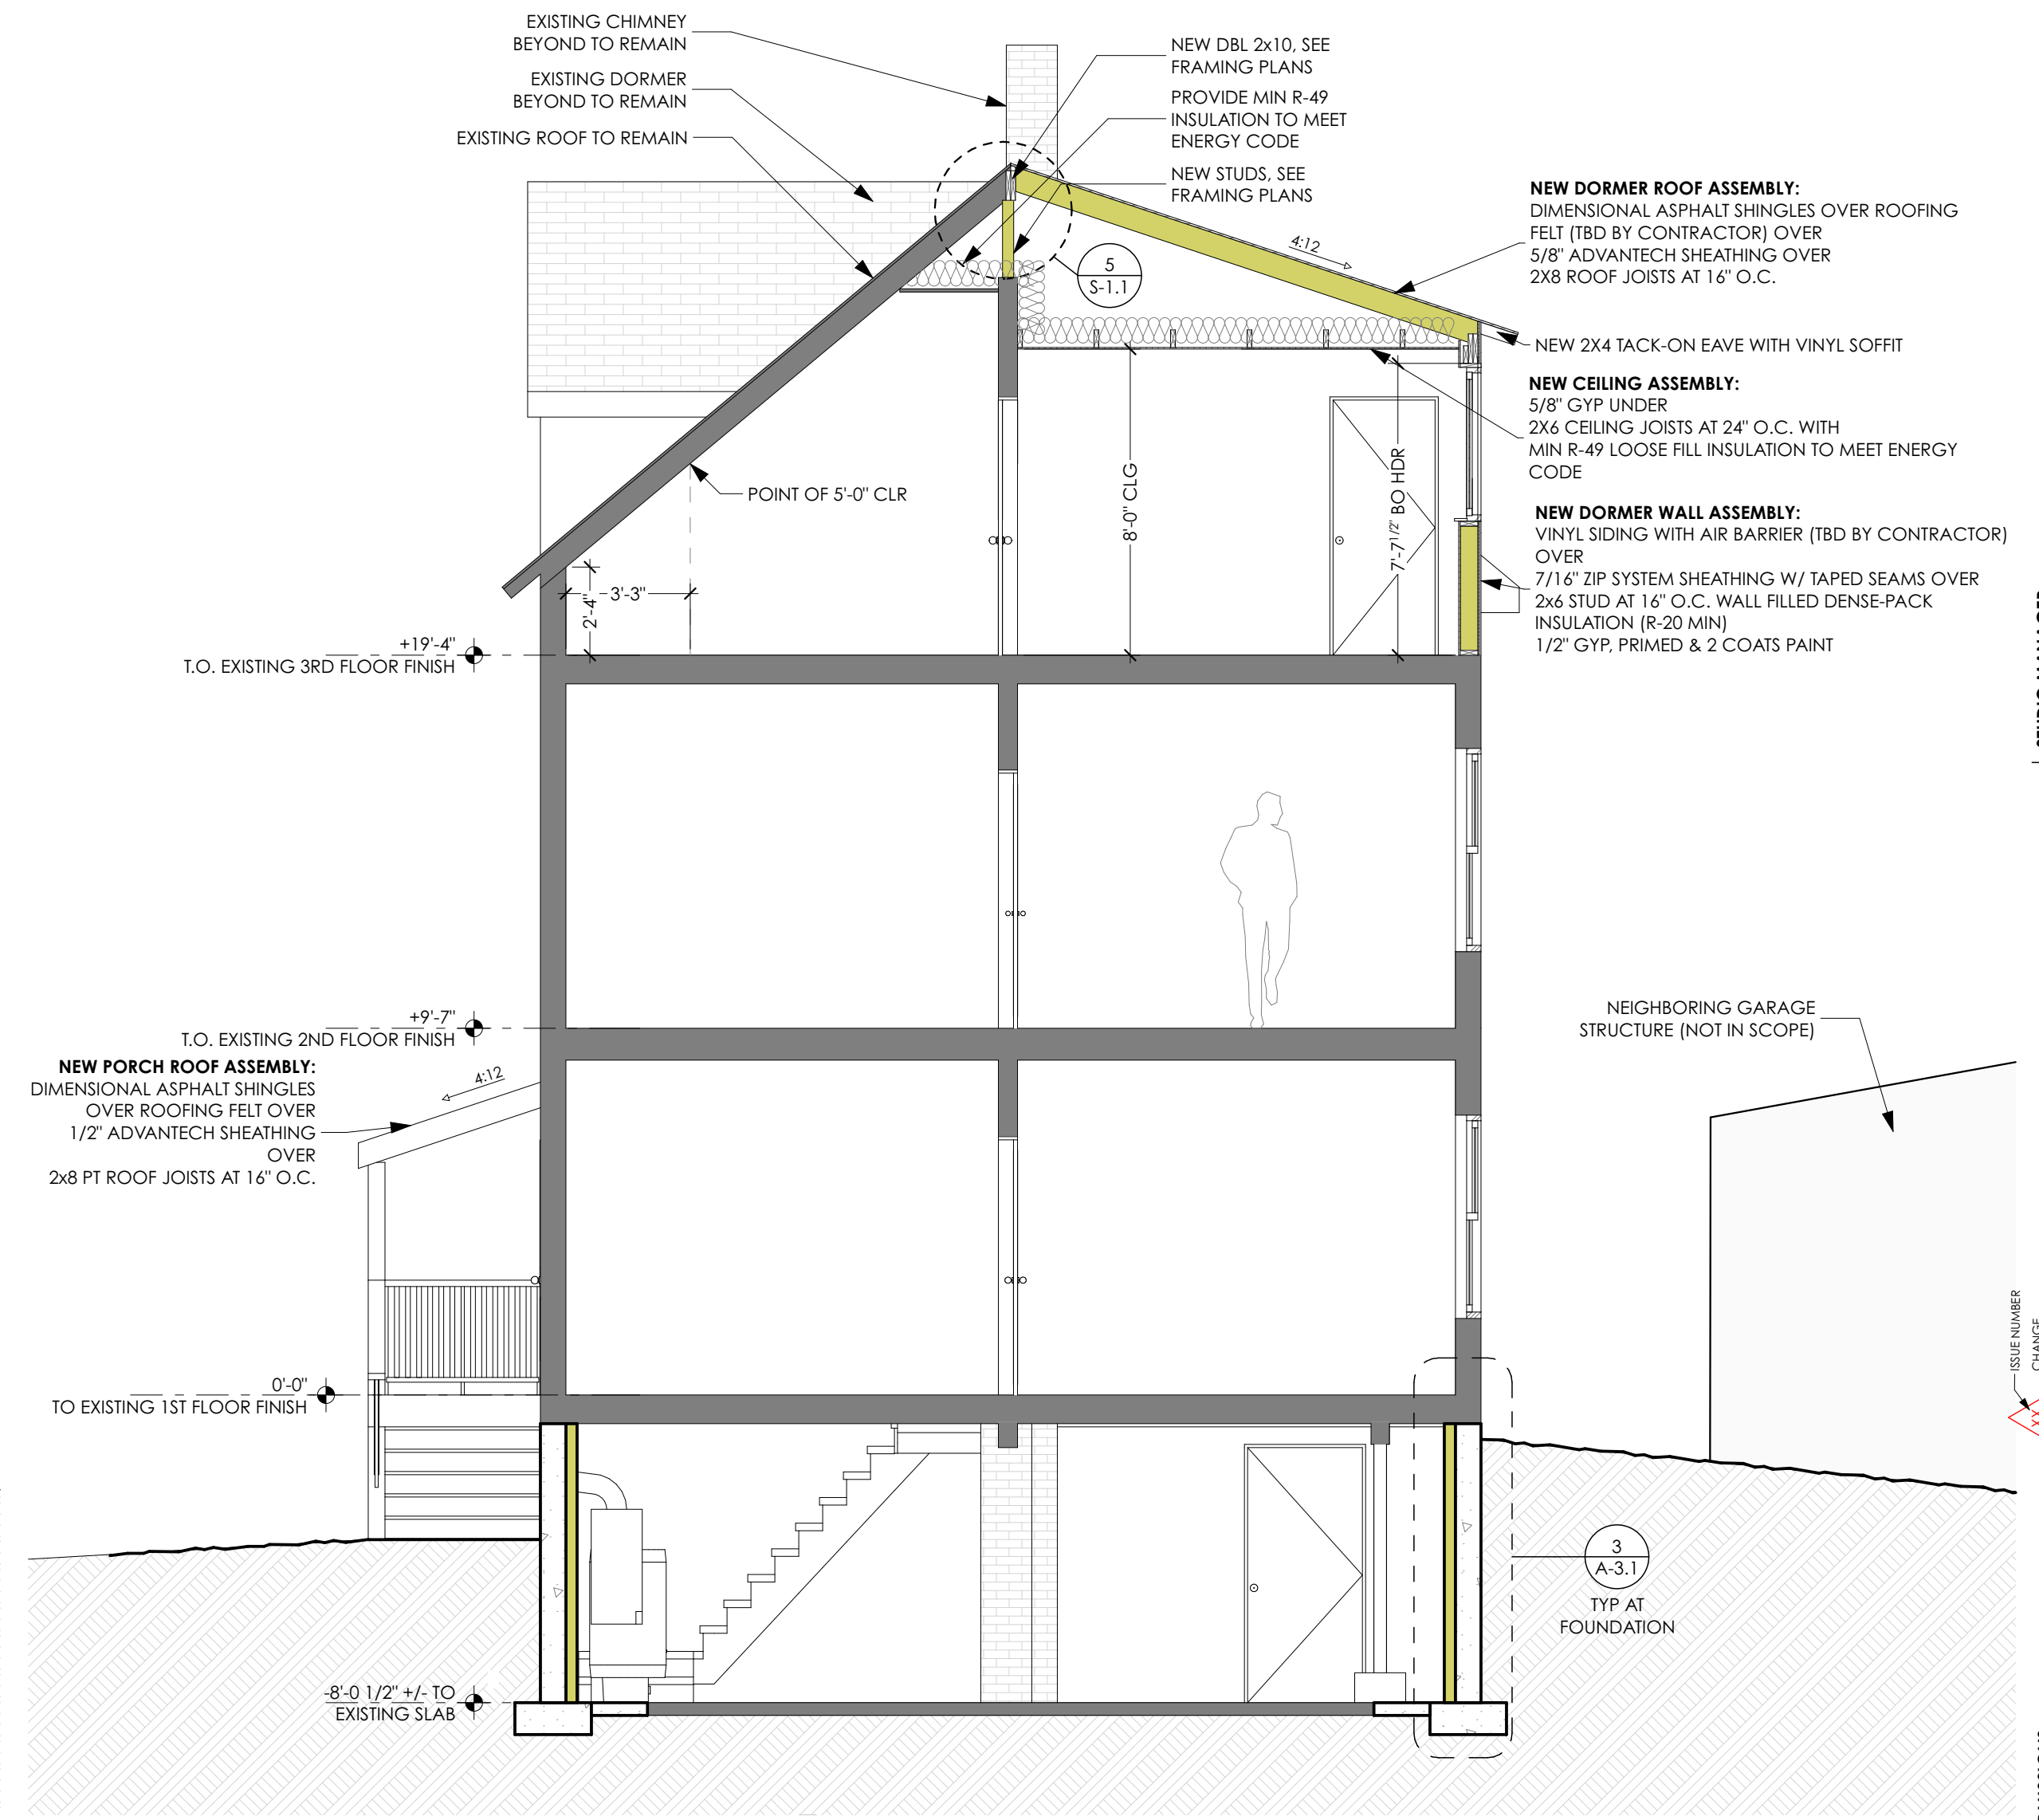 EXISTING CHIMNEY
BEYOND TO REMAIN
EXISTING DORMER
BEYOND TO REMAIN
EXISTING ROOF TO REMAIN
NEW DBL 2x10, SEE
FRAMING PLANS
PROVIDE MIN R-49
INSULATION TO MEET
ENERGY CODE
NEW STUDS, SEE
FRAMING PLANS
5
S-1.1
4:12
NEW DORMER ROOF ASSEMBLY:
DIMENSIONAL ASPHALT SHINGLES OVER ROOFING
FELT (TBD BY CONTRACTOR) OVER
5/8" ADVANTECH SHEATHING OVER
2X8 ROOF JOISTS AT 16" O.C.
NEW 2X4 TACK-ON EAVE WITH VINYL SOFFIT
NEW CEILING ASSEMBLY:
5/8" GYP UNDER
2X6 CEILING JOISTS AT 24" O.C. WITH
MIN R-49 LOOSE FILL INSULATION TO MEET ENERGY
CODE
NEW DORMER WALL ASSEMBLY:
VINYL SIDING WITH AIR BARRIER (TBD BY CONTRACTOR)
OVER
7/16" ZIP SYSTEM SHEATHING W/ TAPED SEAMS OVER
2x6 STUD AT 16" O.C. WALL FILLED DENSE-PACK
INSULATION (R-20 MIN)
1/2" GYP, PRIMED & 2 COATS PAINT
POINT OF 5'-0" CLR
8'-0" CLG
7'-7 1/2" BO HDR
3'-3"
2'-4"
+19'-4"
T.O. EXISTING 3RD FLOOR FINISH
+9'-7"
T.O. EXISTING 2ND FLOOR FINISH
NEW PORCH ROOF ASSEMBLY:
DIMENSIONAL ASPHALT SHINGLES
OVER ROOFING FELT OVER
1/2" ADVANTECH SHEATHING
OVER
2x8 PT ROOF JOISTS AT 16" O.C.
4:12
NEIGHBORING GARAGE
STRUCTURE (NOT IN SCOPE)
0'-0"
TO EXISTING 1ST FLOOR FINISH
ISSUE NUMBER
CHANGE
XX
3
A-3.1
TYP AT
FOUNDATION
-8'-0 1/2" +/- TO
EXISTING SLAB